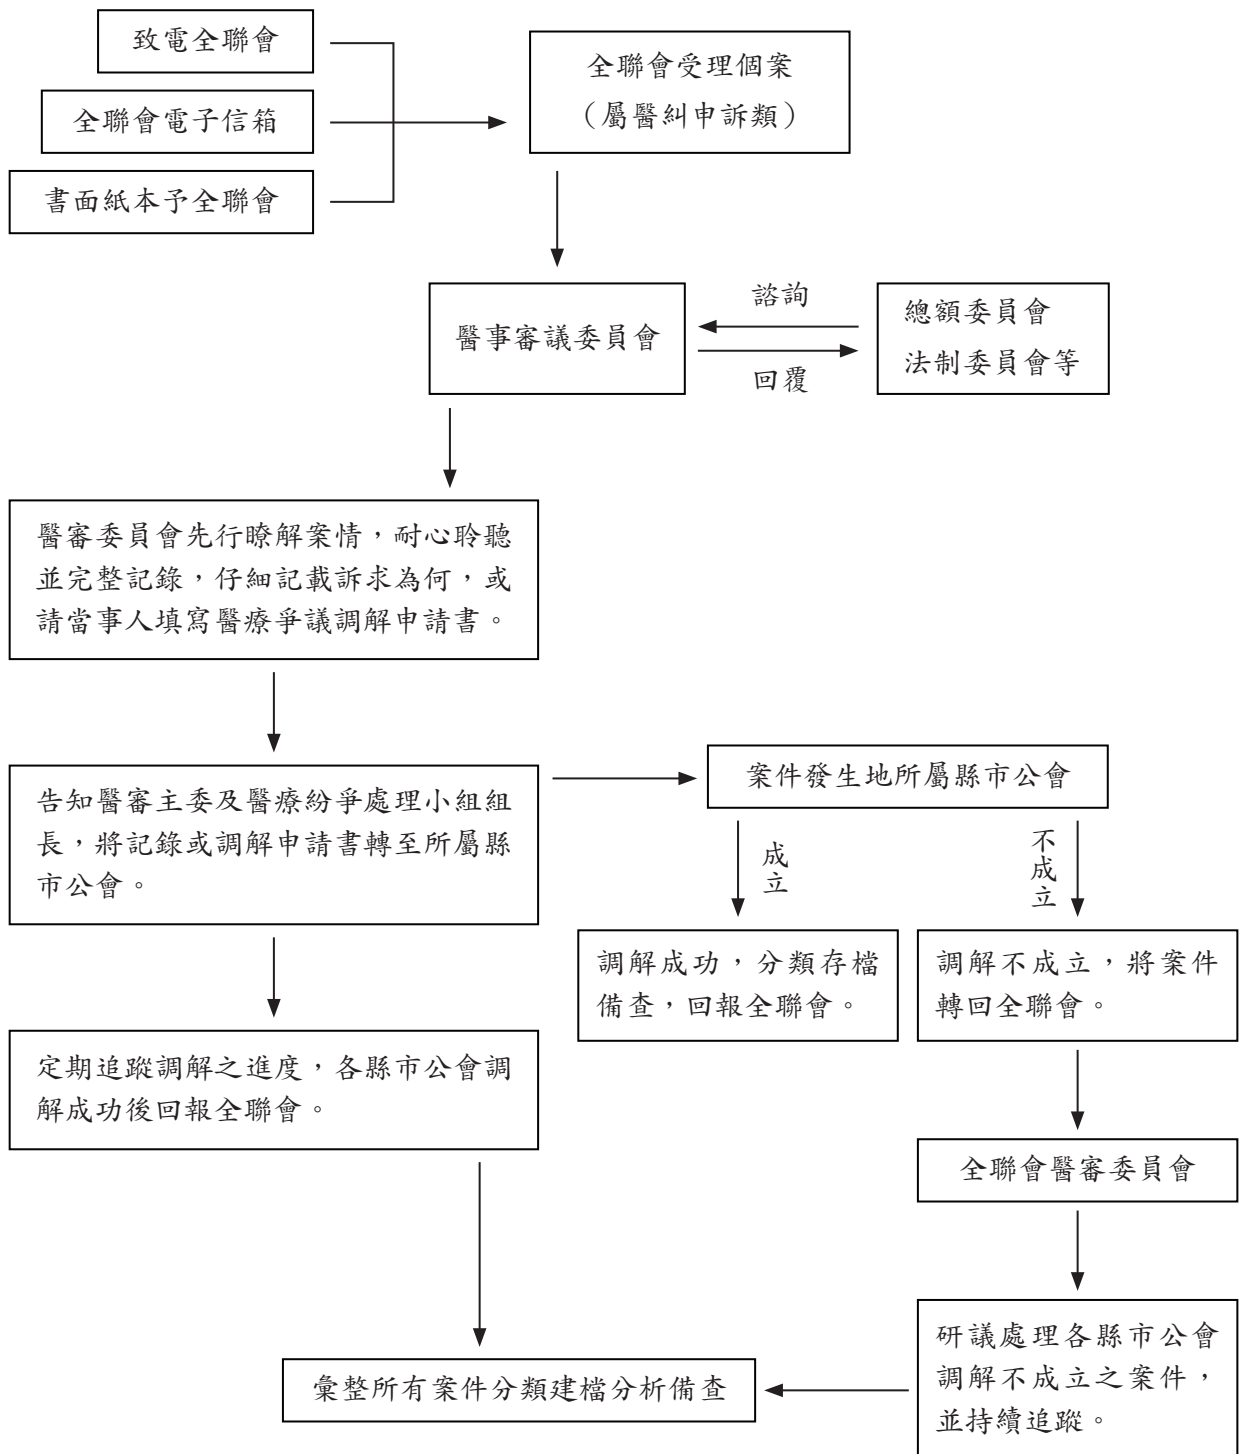 致電全聯會
全聯會電子信箱
書面紙本予全聯會
全聯會受理個案
（屬醫糾申訴類）
醫事審議委員會
諮詢
回覆
總額委員會
法制委員會等
醫審委員會先行瞭解案情，耐心聆聽
並完整記錄，仔細記載訴求為何，或
請當事人填寫醫療爭議調解申請書。
告知醫審主委及醫療紛爭處理小組組
長，將記錄或調解申請書轉至所屬縣
市公會。
案件發生地所屬縣市公會
成立
不成立
調解成功，分類存檔
備查，回報全聯會。
調解不成立，將案件
轉回全聯會。
定期追蹤調解之進度，各縣市公會調
解成功後回報全聯會。
全聯會醫審委員會
研議處理各縣市公會
調解不成立之案件，
並持續追蹤。
彙整所有案件分類建檔分析備查